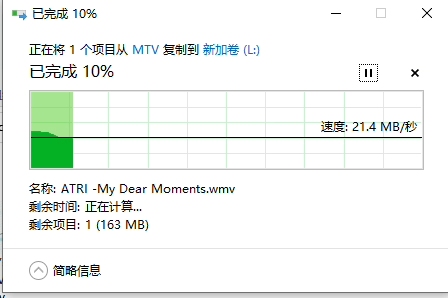 已完成 10%
正在将 1 个项目从 MTV 复制到 新加卷 (L:)
已完成 10%
速度: 21.4 MB/秒
名称: ATRI -My Dear Moments.wmv
剩余时间: 正在计算...
剩余项目: 1 (163 MB)
简略信息